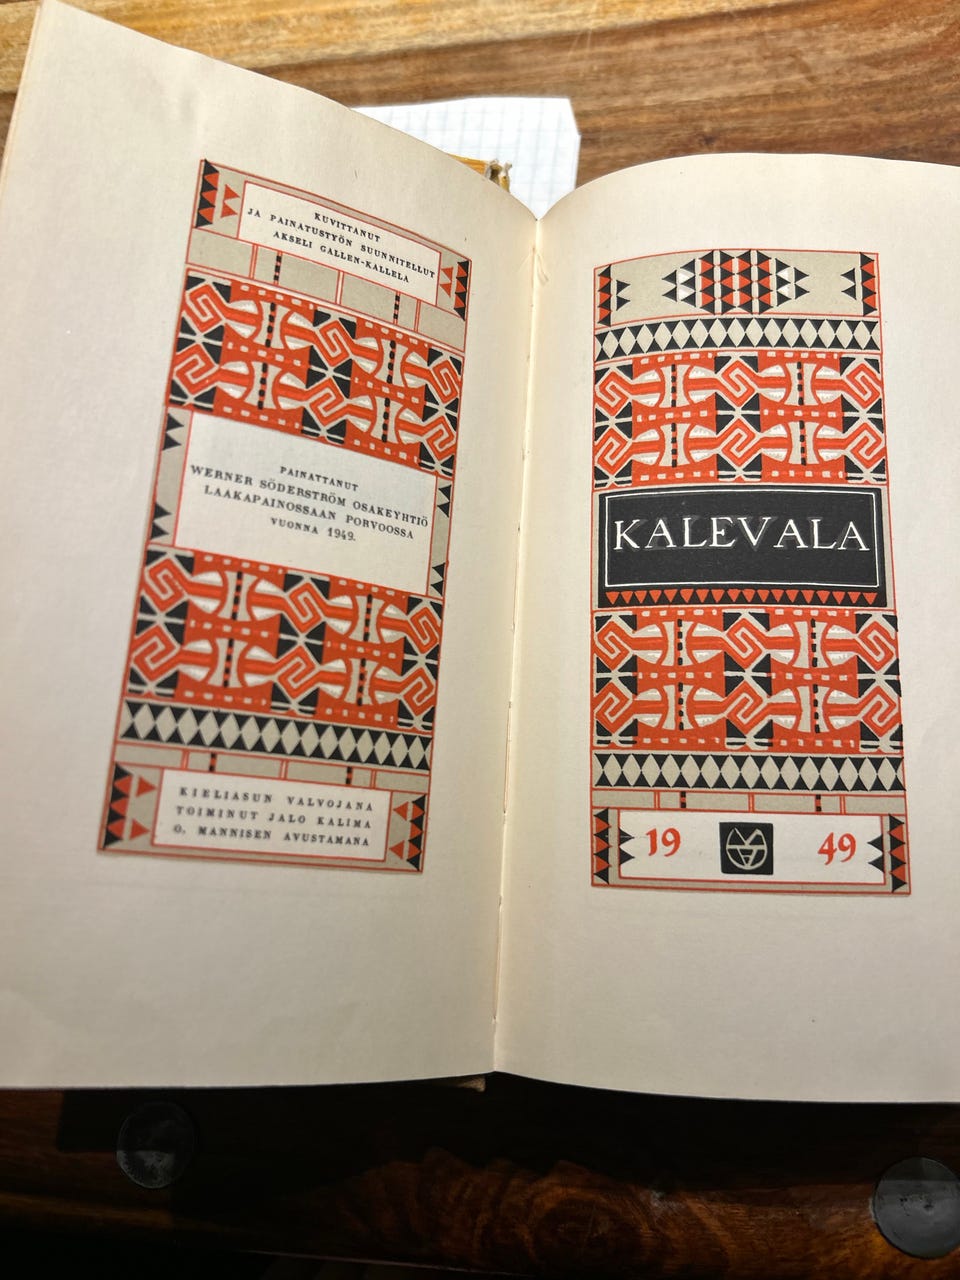 KUVITTANUT
JA PAINATUSTYÖN SUUNNITELLUT
AKSELI GALLEN-KALLELA
PAINATTANUT
WERNER SÖDERSTRÖM OSAKEYHTIÖ
LAAKAPAINOSSAAN PORVOOSSA
VUONNA 1949.
KIELIASUN VALVOJANA
TOIMINUT JALO KALIMA
O. MANNISEN AVUSTAMANA
KALEVALA
19 49